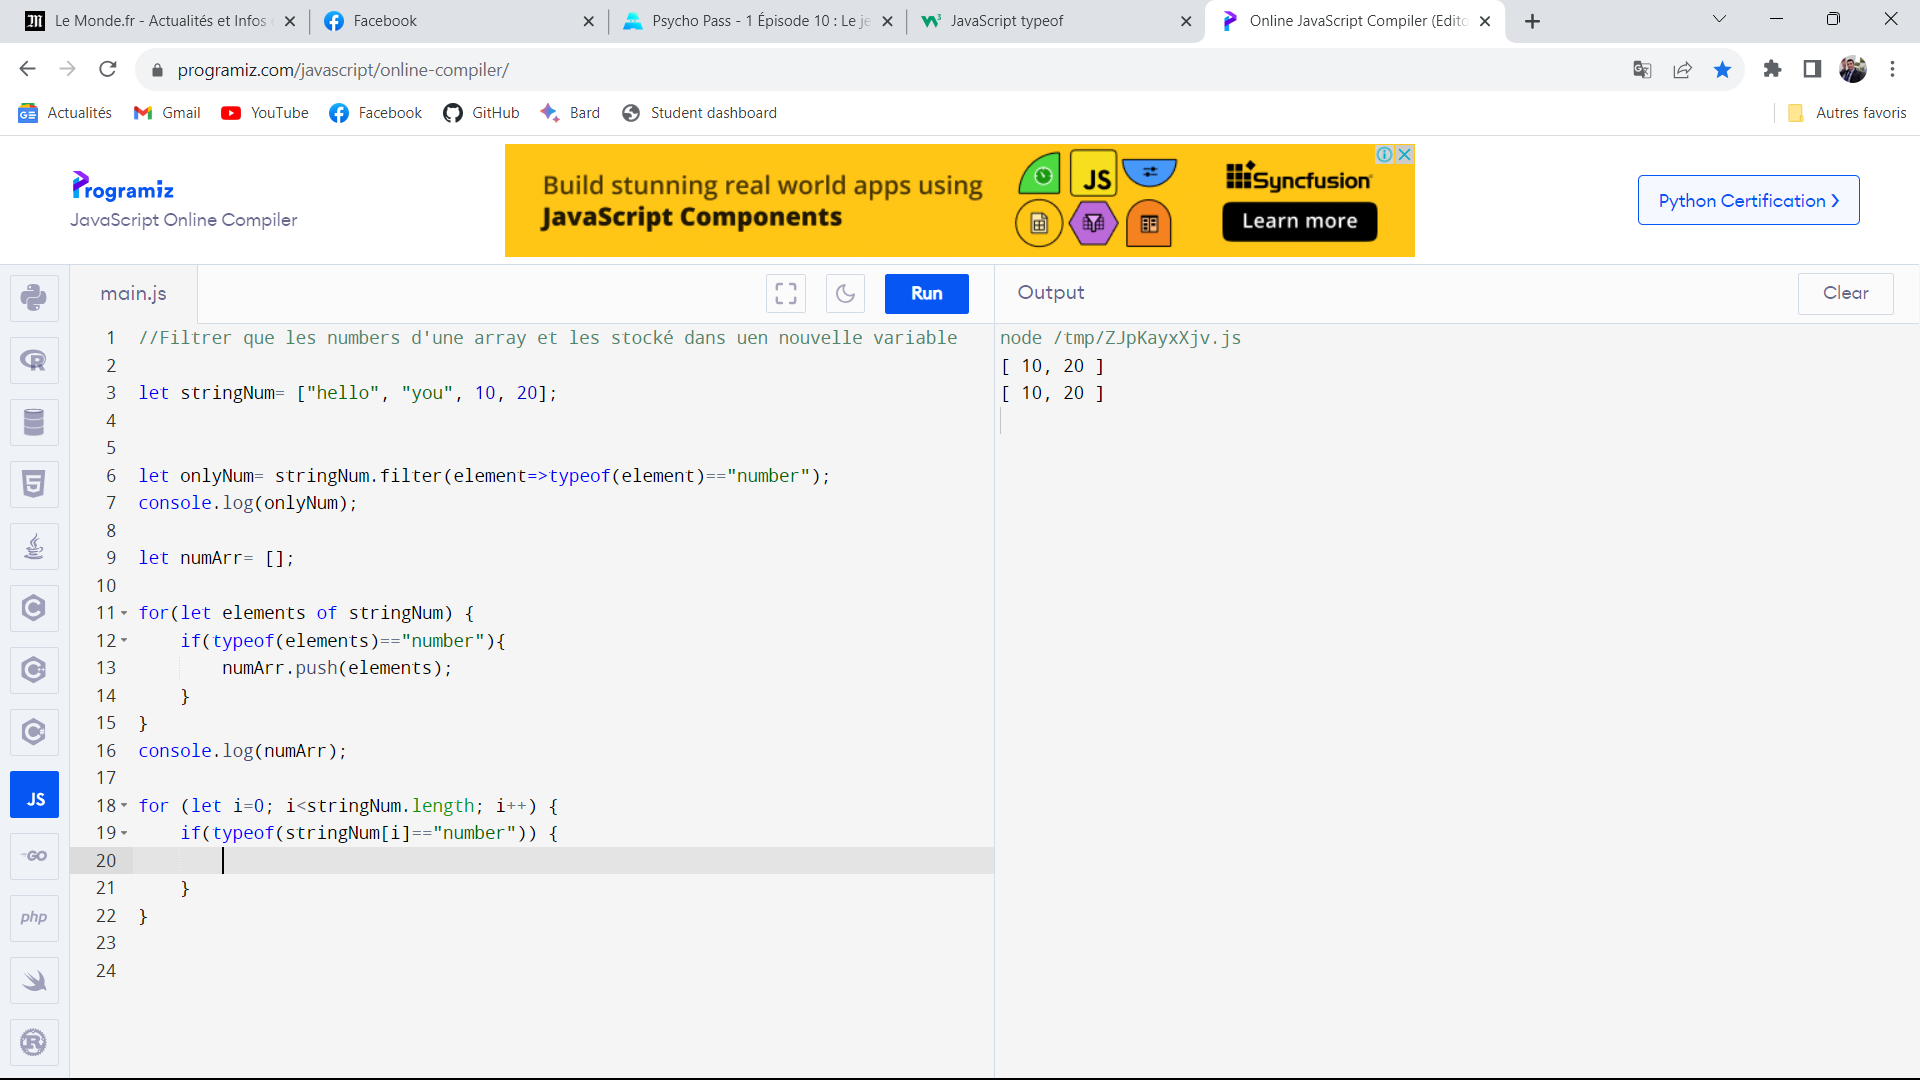 Le Monde.fr - Actualités et Infos
Facebook
Psycho Pass - 1 Épisode 10 : Le je
JavaScript typeof
Online JavaScript Compiler (Edito
programiz.com/javascript/online-compiler/
Actualités
Gmail
YouTube
Facebook
GitHub
Bard
Student dashboard
Autres favoris
Programiz
JavaScript Online Compiler
Build stunning real world apps using
JavaScript Components
JS
Syncfusion
Learn more
Python Certification
main.js
Run
Output
Clear
1 //Filtrer que les numbers d'une array et les stocké dans uen nouvelle variable
2
3 let stringNum= ["hello", "you", 10, 20];
4
5
6 let onlyNum= stringNum.filter(element=>typeof(element)=="number");
7 console.log(onlyNum);
8
9 let numArr= [];
10
11 for(let elements of stringNum) {
12 if(typeof(elements)=="number"){
13 numArr.push(elements);
14 }
15 }
16 console.log(numArr);
17
18 for (let i=0; i<stringNum.length; i++) {
19 if(typeof(stringNum[i]=="number")) {
20
21 }
22 }
23
24
node /tmp/ZJpKayxXjv.js
[ 10, 20 ]
[ 10, 20 ]
R
C
C
C
JS
GO
php
R